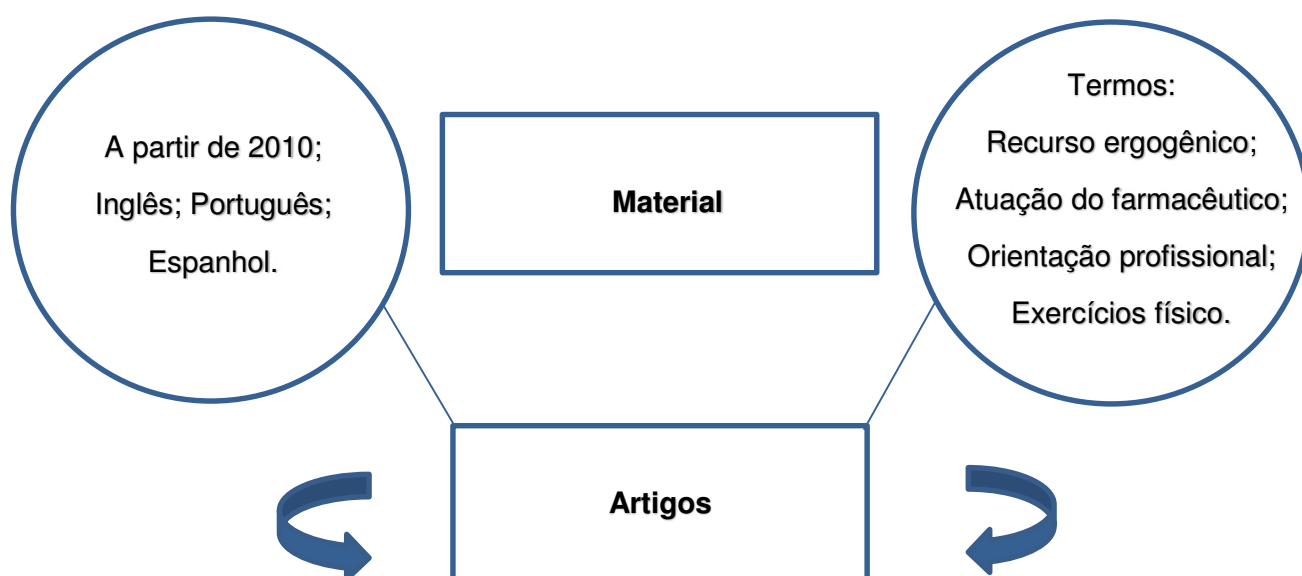 A partir de 2010;
Inglês; Português;
Espanhol.
Material
Termos:
Recurso ergogênico;
Atuação do farmacêutico;
Orientação profissional;
Exercícios físico.
Artigos